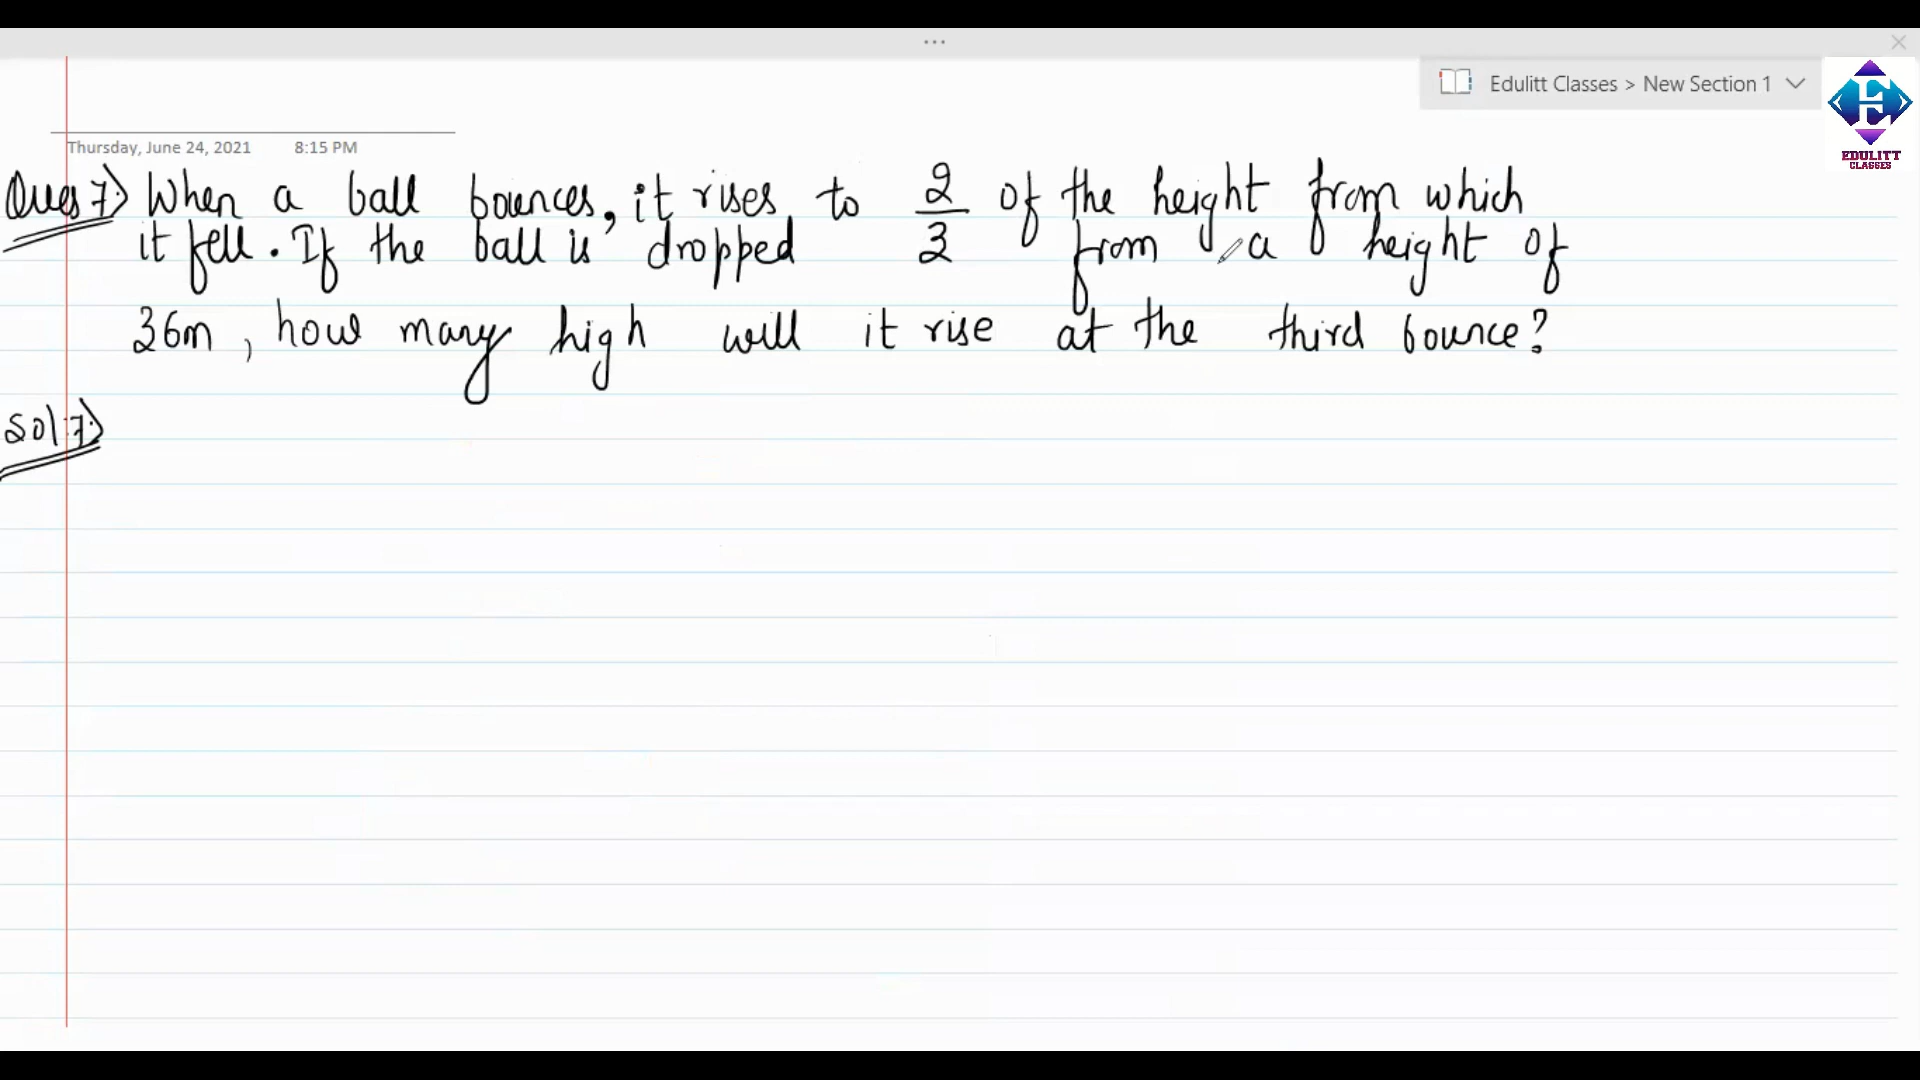 ...
Edulitt Classes > New Section 1
E
EDULITT
CLASSES
Thursday, June 24, 2021 8:15 PM
Ques 7) When a ball bounces, it rises to 2/3 of the height from which
it fell. If the ball is dropped from a height of
36m, how many high will it rise at the third bounce?
Sol 7)